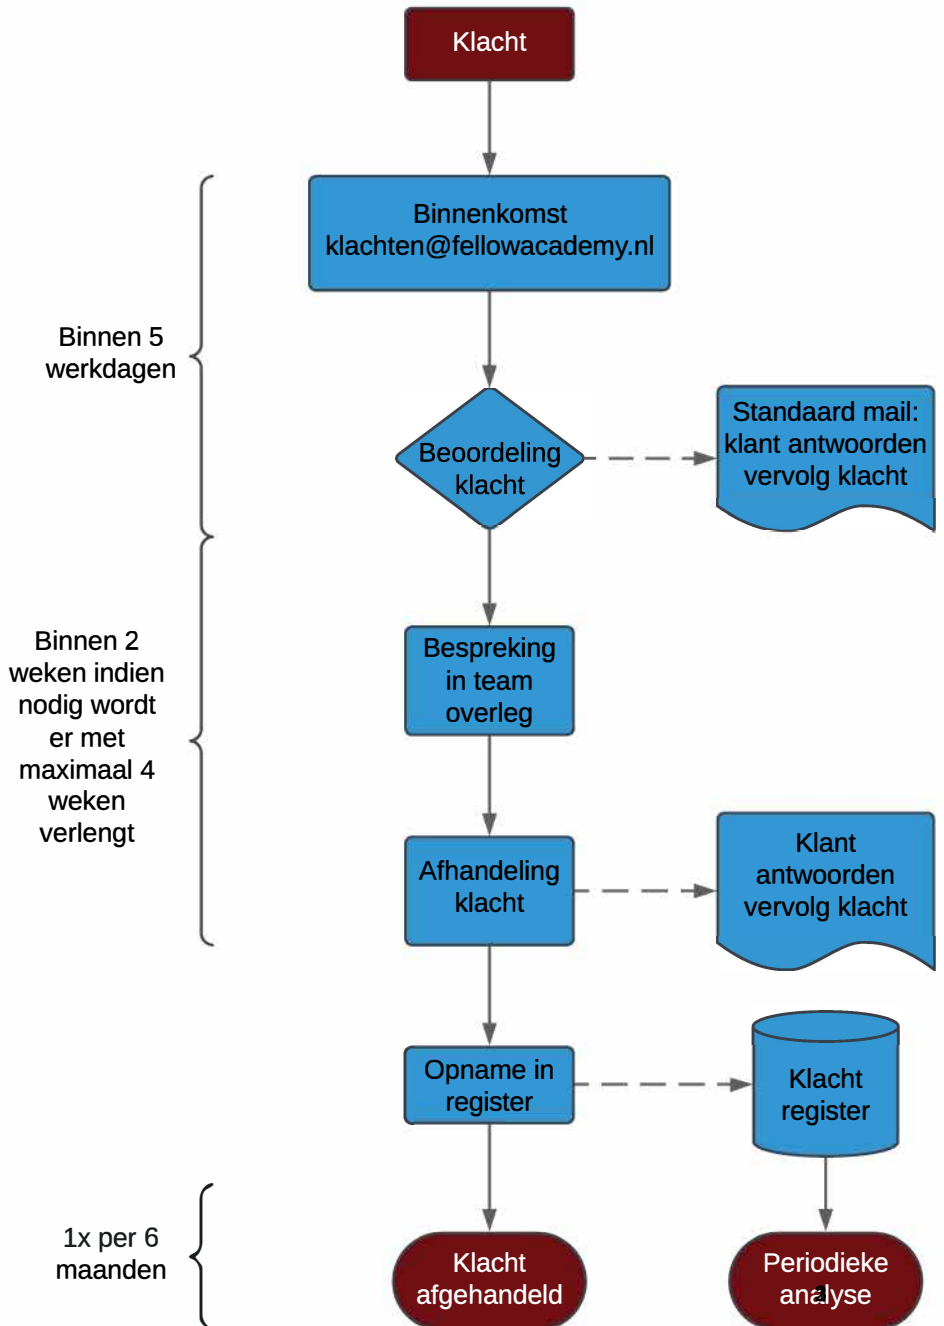 Klacht
Binnenkomst
klachten@fellowacademy.nl
Binnen 5
werkdagen
Beoordeling
klacht
Standaard mail:
klant antwoorden
vervolg klacht
Binnen 2
weken indien
nodig wordt
er met
maximaal 4
weken
verlengt
Bespreking
in team
overleg
Afhandeling
klacht
Klant
antwoorden
vervolg klacht
Opname in
register
Klacht
register
1x per 6
maanden
Klacht
afgehandeld
Periodieke
analyse